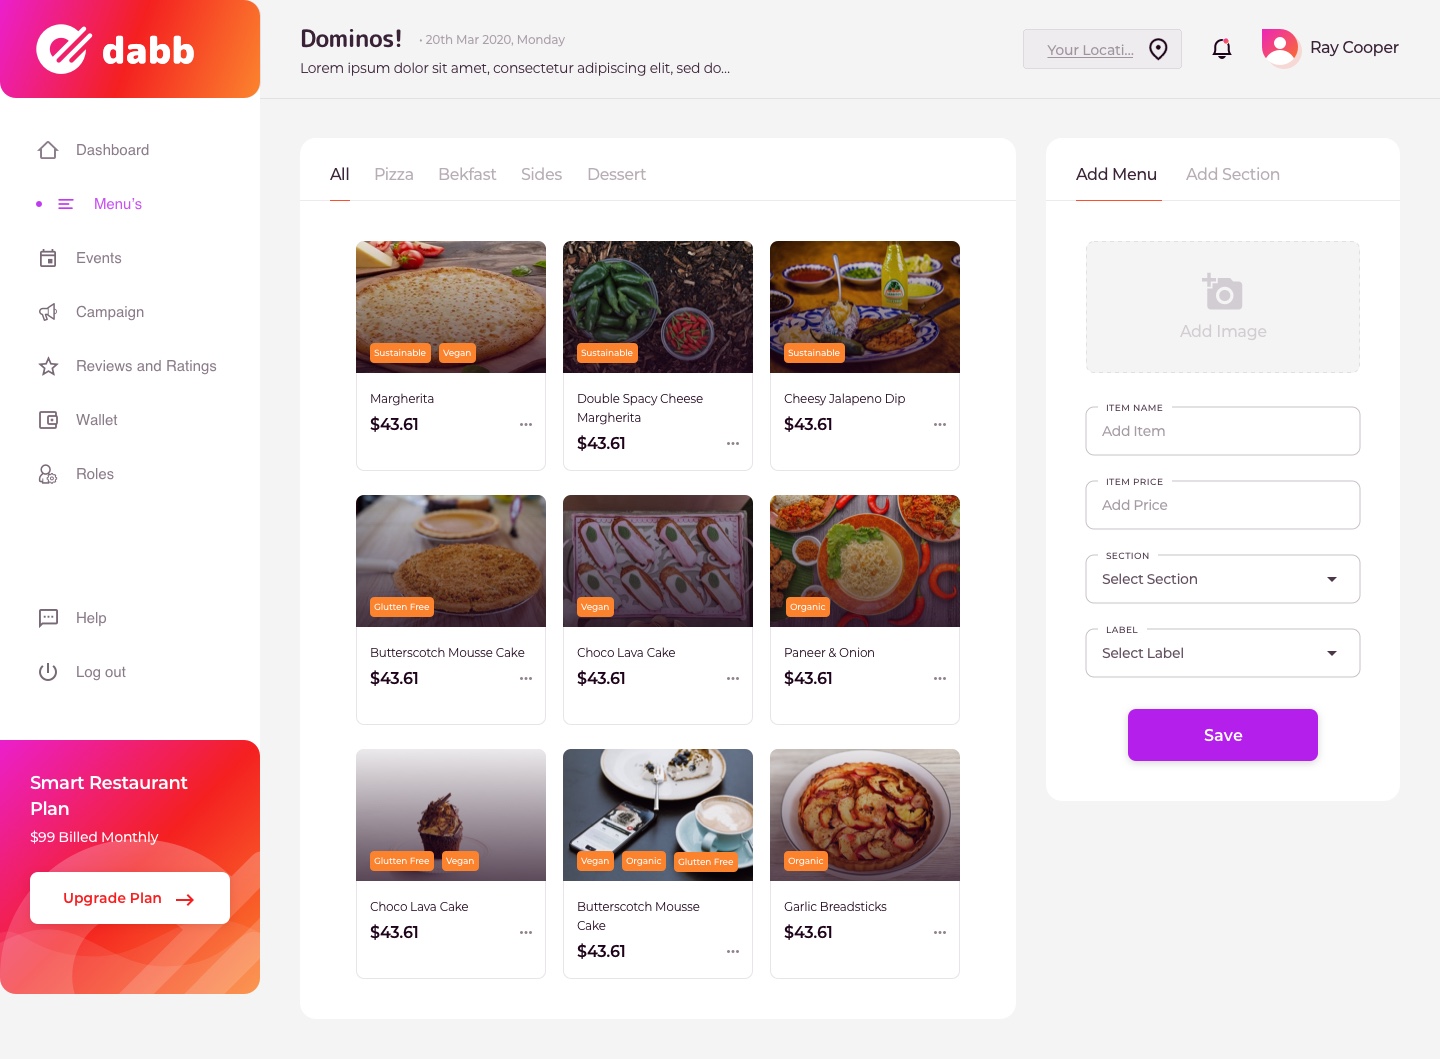 dabb
Dominos!
• 20th Mar 2020, Monday
Lorem ipsum dolor sit amet, consectetur adipiscing elit, sed do...
Your Locati...
Ray Cooper
Dashboard
Menu's
Events
Campaign
Reviews and Ratings
Wallet
Roles
Help
Log out
Smart Restaurant
Plan
$99 Billed Monthly
Upgrade Plan
All Pizza Bekfast Sides Dessert
Sustainable Vegan
Margherita
$43.61
Sustainable
Double Spacy Cheese
Margherita
$43.61
Sustainable
Cheesy Jalapeno Dip
$43.61
Glutten Free
Butterscotch Mousse Cake
$43.61
Vegan
Choco Lava Cake
$43.61
Organic
Paneer & Onion
$43.61
Glutten Free Vegan
Choco Lava Cake
$43.61
Vegan Organic Glutten Free
Butterscotch Mousse
Cake
$43.61
Organic
Garlic Breadsticks
$43.61
Add Menu Add Section
Add Image
ITEM NAME
Add Item
ITEM PRICE
Add Price
SECTION
Select Section
LABEL
Select Label
Save